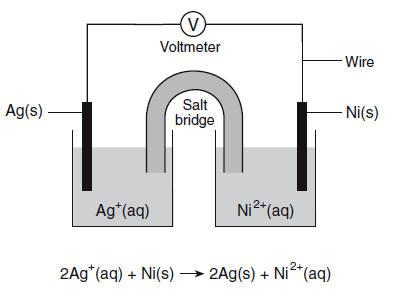 V
Voltmeter
Wire
Ag(s)
Salt
bridge
Ni(s)
Ag⁺(aq)
Ni²⁺(aq)
2Ag⁺(aq) + Ni(s) ⟶ 2Ag(s) + Ni²⁺(aq)